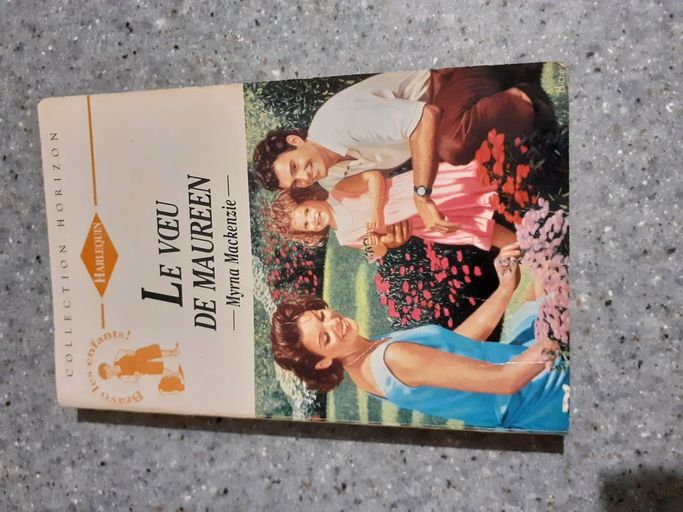 COLLECTION HORIZON
HARLEQUIN
Bravo les enfants!
LE VŒU
DE MAUREEN
Myrna Mackenzie